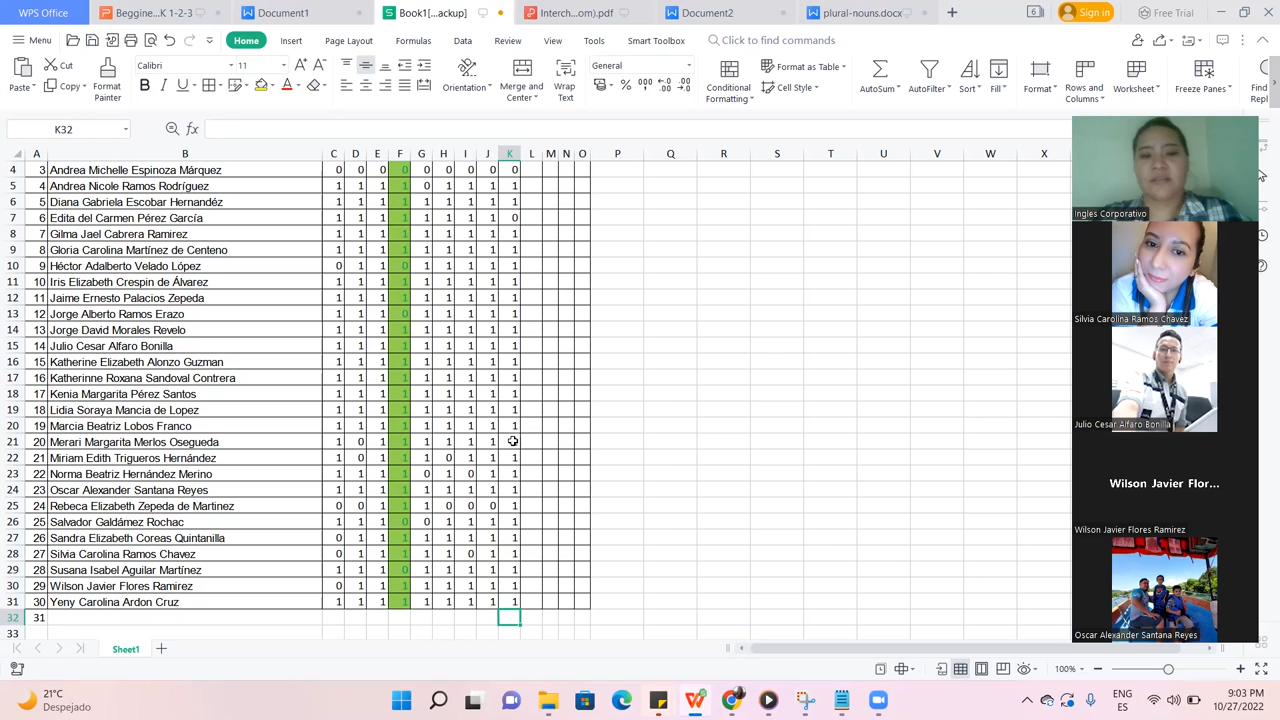 WPS Office
Beggine...K 1-2-3
Document1
Book1[...ackup]
Interch...om).pdf
Document2
plural-nouns.docx
6
Sign in
Free Trial
Menu
Home
Insert
Page Layout
Formulas
Data
Review
View
Tools
Smart Toolbox
Click to find commands
Paste
Cut
Copy
Format Painter
Calibri
11
Orientation
Merge and Center
Wrap Text
General
Conditional Formatting
Format as Table
Cell Style
AutoSum
AutoFilter
Sort
Fill
Format
Rows and Columns
Worksheet
Freeze Panes
K32
A B C D E F G H I J K L M N O P Q R S T U V W X
4 3 Andrea Michelle Espinoza Márquez 0 0 0 0 0 0 0 0 0
5 4 Andrea Nicole Ramos Rodríguez 1 1 1 1 0 1 1 1 1
6 5 Diana Gabriela Escobar Hernandéz 1 1 1 1 1 1 1 1 1
7 6 Edita del Carmen Pérez García 1 1 1 1 1 1 1 1 0
8 7 Gilma Jael Cabrera Ramirez 1 1 1 1 1 1 1 1 1
9 8 Gloria Carolina Martínez de Centeno 1 1 1 1 1 1 1 1 1
10 9 Héctor Adalberto Velado López 0 1 1 0 1 1 1 1 1
11 10 Iris Elizabeth Crespin de Álvarez 1 1 1 1 1 1 1 1 1
12 11 Jaime Ernesto Palacios Zepeda 1 1 1 1 1 1 1 1 1
13 12 Jorge Alberto Ramos Erazo 1 1 1 0 1 1 1 1 1
14 13 Jorge David Morales Revelo 1 1 1 1 1 1 1 1 1
15 14 Julio Cesar Alfaro Bonilla 1 1 1 1 1 1 1 1 1
16 15 Katherine Elizabeth Alonzo Guzman 1 1 1 1 1 1 1 1 1
17 16 Katherinne Roxana Sandoval Contrera 1 1 1 1 1 1 1 1 1
18 17 Kenia Margarita Pérez Santos 1 1 1 1 1 1 1 1 1
19 18 Lidia Soraya Mancia de Lopez 1 1 1 1 1 1 1 1 1
20 19 Marcia Beatriz Lobos Franco 1 1 1 1 1 1 1 1 1
21 20 Merari Margarita Merlos Osegueda 1 0 1 1 1 1 1 1
22 21 Miriam Edith Trigueros Hernández 1 0 1 1 1 0 1 1 1
23 22 Norma Beatriz Hernández Merino 1 1 1 1 0 1 0 1 1
24 23 Oscar Alexander Santana Reyes 1 1 1 1 1 1 1 1 1
25 24 Rebeca Elizabeth Zepeda de Martinez 0 0 1 1 1 0 0 0 1
26 25 Salvador Galdámez Rochac 1 1 1 0 0 1 1 1 1
27 26 Sandra Elizabeth Coreas Quintanilla 0 1 1 1 1 1 1 1 1
28 27 Silvia Carolina Ramos Chavez 0 1 1 1 1 1 0 1 1
29 28 Susana Isabel Aguilar Martínez 1 1 1 0 1 1 1 1 1
30 29 Wilson Javier Flores Ramirez 0 1 1 1 1 1 1 1 1
31 30 Yeny Carolina Ardon Cruz 1 1 1 1 1 1 1 1 1
32 31
33
Ingles Corporativo
Silvia Carolina Ramos Chavez
Julio Cesar Alfaro Bonilla
Wilson Javier Flor...
Wilson Javier Flores Ramirez
Oscar Alexander Santana Reyes
Sheet1
100%
21°C
Despejado
ENG
ES
9:03 PM
10/27/2022